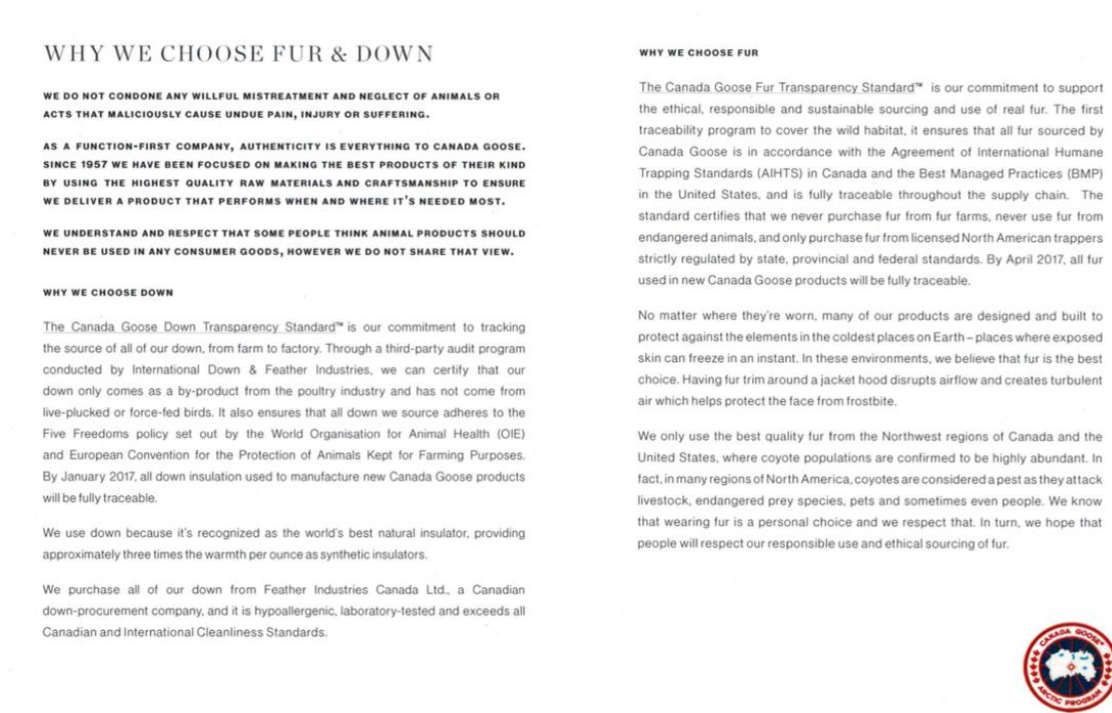 WHY WE CHOOSE FUR & DOWN
WE DO NOT CONDONE ANY WILLFUL MISTREATMENT AND NEGLECT OF ANIMALS OR
ACTS THAT MALICIOUSLY CAUSE UNDUE PAIN, INJURY OR SUFFERING.
AS A FUNCTION-FIRST COMPANY, AUTHENTICITY IS EVERYTHING TO CANADA GOOSE.
SINCE 1957 WE HAVE BEEN FOCUSED ON MAKING THE BEST PRODUCTS OF THEIR KIND
BY USING THE HIGHEST QUALITY RAW MATERIALS AND CRAFTSMANSHIP TO ENSURE
WE DELIVER A PRODUCT THAT PERFORMS WHEN AND WHERE IT'S NEEDED MOST.
WE UNDERSTAND AND RESPECT THAT SOME PEOPLE THINK ANIMAL PRODUCTS SHOULD
NEVER BE USED IN ANY CONSUMER GOODS, HOWEVER WE DO NOT SHARE THAT VIEW.
WHY WE CHOOSE DOWN
The Canada Goose Down Transparency Standard™ is our commitment to tracking
the source of all of our down, from farm to factory. Through a third-party audit program
conducted by International Down & Feather Industries, we can certify that our
down only comes as a by-product from the poultry industry and has not come from
live-plucked or force-fed birds. It also ensures that all down we source adheres to the
Five Freedoms policy set out by the World Organisation for Animal Health (OIE)
and European Convention for the Protection of Animals Kept for Farming Purposes.
By January 2017, all down insulation used to manufacture new Canada Goose products
will be fully traceable.
We use down because it's recognized as the world's best natural insulator, providing
approximately three times the warmth per ounce as synthetic insulators.
We purchase all of our down from Feather Industries Canada Ltd., a Canadian
down-procurement company, and it is hypoallergenic, laboratory-tested and exceeds all
Canadian and International Cleanliness Standards.
WHY WE CHOOSE FUR
The Canada Goose Fur Transparency Standard™ is our commitment to support
the ethical, responsible and sustainable sourcing and use of real fur. The first
traceability program to cover the wild habitat, it ensures that all fur sourced by
Canada Goose is in accordance with the Agreement of International Humane
Trapping Standards (AIHTS) in Canada and the Best Managed Practices (BMP)
in the United States, and is fully traceable throughout the supply chain. The
standard certifies that we never purchase fur from fur farms, never use fur from
endangered animals, and only purchase fur from licensed North American trappers
strictly regulated by state, provincial and federal standards. By April 2017, all fur
used in new Canada Goose products will be fully traceable.
No matter where they're worn, many of our products are designed and built to
protect against the elements in the coldest places on Earth – places where exposed
skin can freeze in an instant. In these environments, we believe that fur is the best
choice. Having fur trim around a jacket hood disrupts airflow and creates turbulent
air which helps protect the face from frostbite.
We only use the best quality fur from the Northwest regions of Canada and the
United States, where coyote populations are confirmed to be highly abundant. In
fact, in many regions of North America, coyotes are considered a pest as they attack
livestock, endangered prey species, pets and sometimes even people. We know
that wearing fur is a personal choice and we respect that. In turn, we hope that
people will respect our responsible use and ethical sourcing of fur.
CANADA GOOSE
ARCTIC PROGRAM